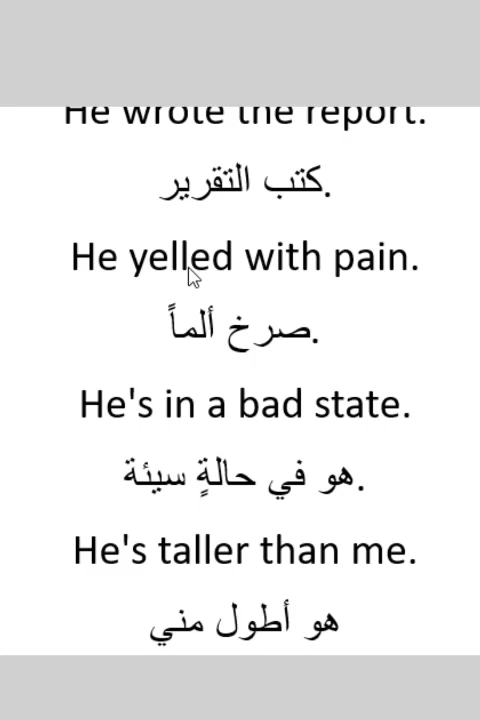 He wrote the report.
كتب التقرير.
He yelled with pain.
صرخ ألماً.
He's in a bad state.
هو في حالةٍ سيئة.
He's taller than me.
هو أطول مني